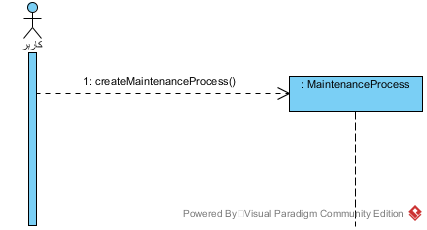 کاربر
1: createMaintenanceProcess()
: MaintenanceProcess
Powered By Visual Paradigm Community Edition